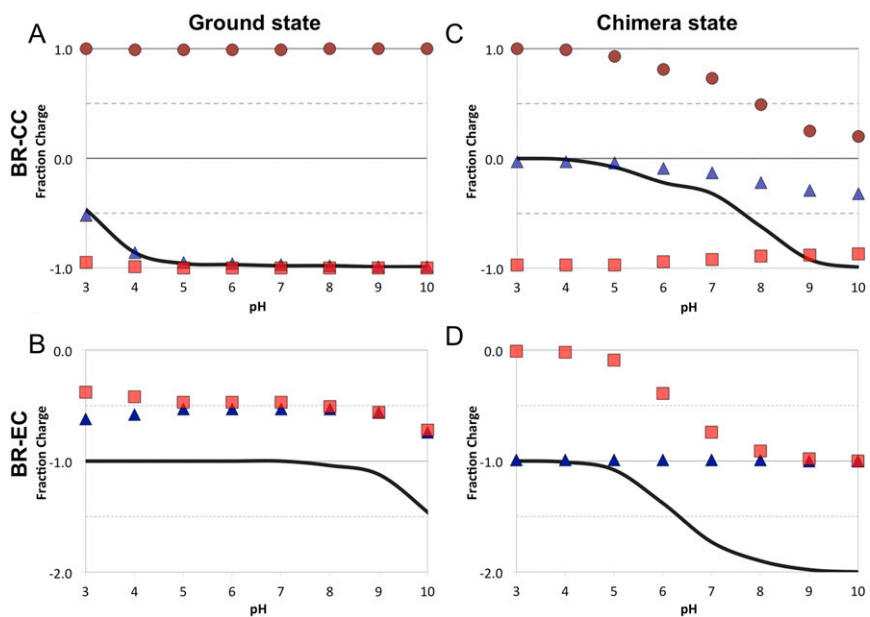 Ground state
Chimera state
A
BR-CC
Fraction Charge
1.0
0.0
-1.0
3 4 5 6 7 8 9 10
pH
C
Fraction Charge
1.0
0.0
-1.0
3 4 5 6 7 8 9 10
pH
B
BR-EC
Fraction Charge
0.0
-1.0
-2.0
3 4 5 6 7 8 9 10
pH
D
Fraction Charge
0.0
-1.0
-2.0
3 4 5 6 7 8 9 10
pH